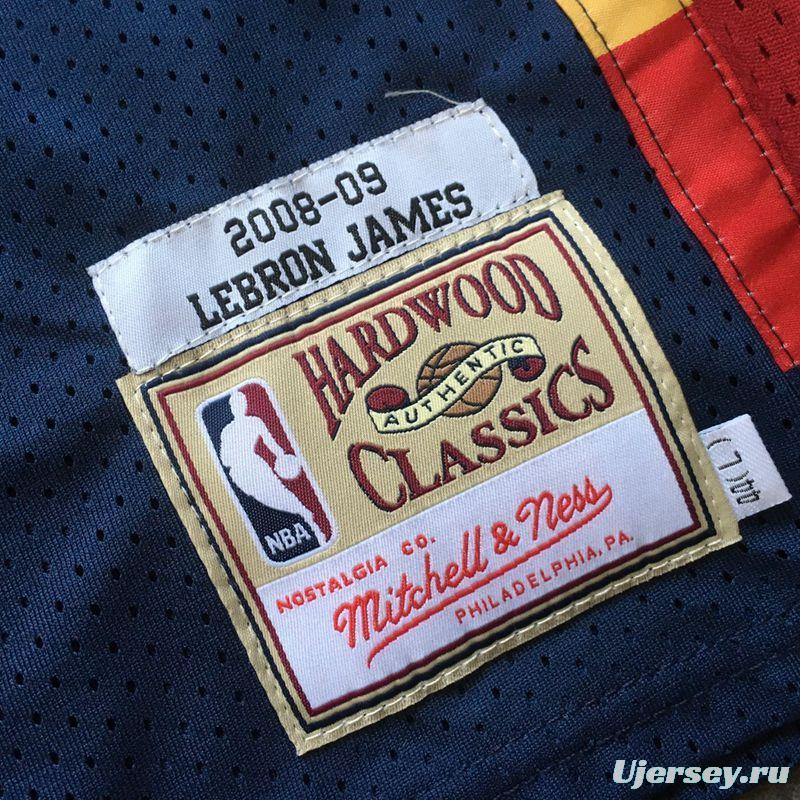 2008-09
LEBRON JAMES
HARDWOOD
AUTHENTIC
CLASSICS
NBA
NOSTALGIA CO.
Mitchell & Ness
PHILADELPHIA, PA.
44(L)
Ujersey.ru